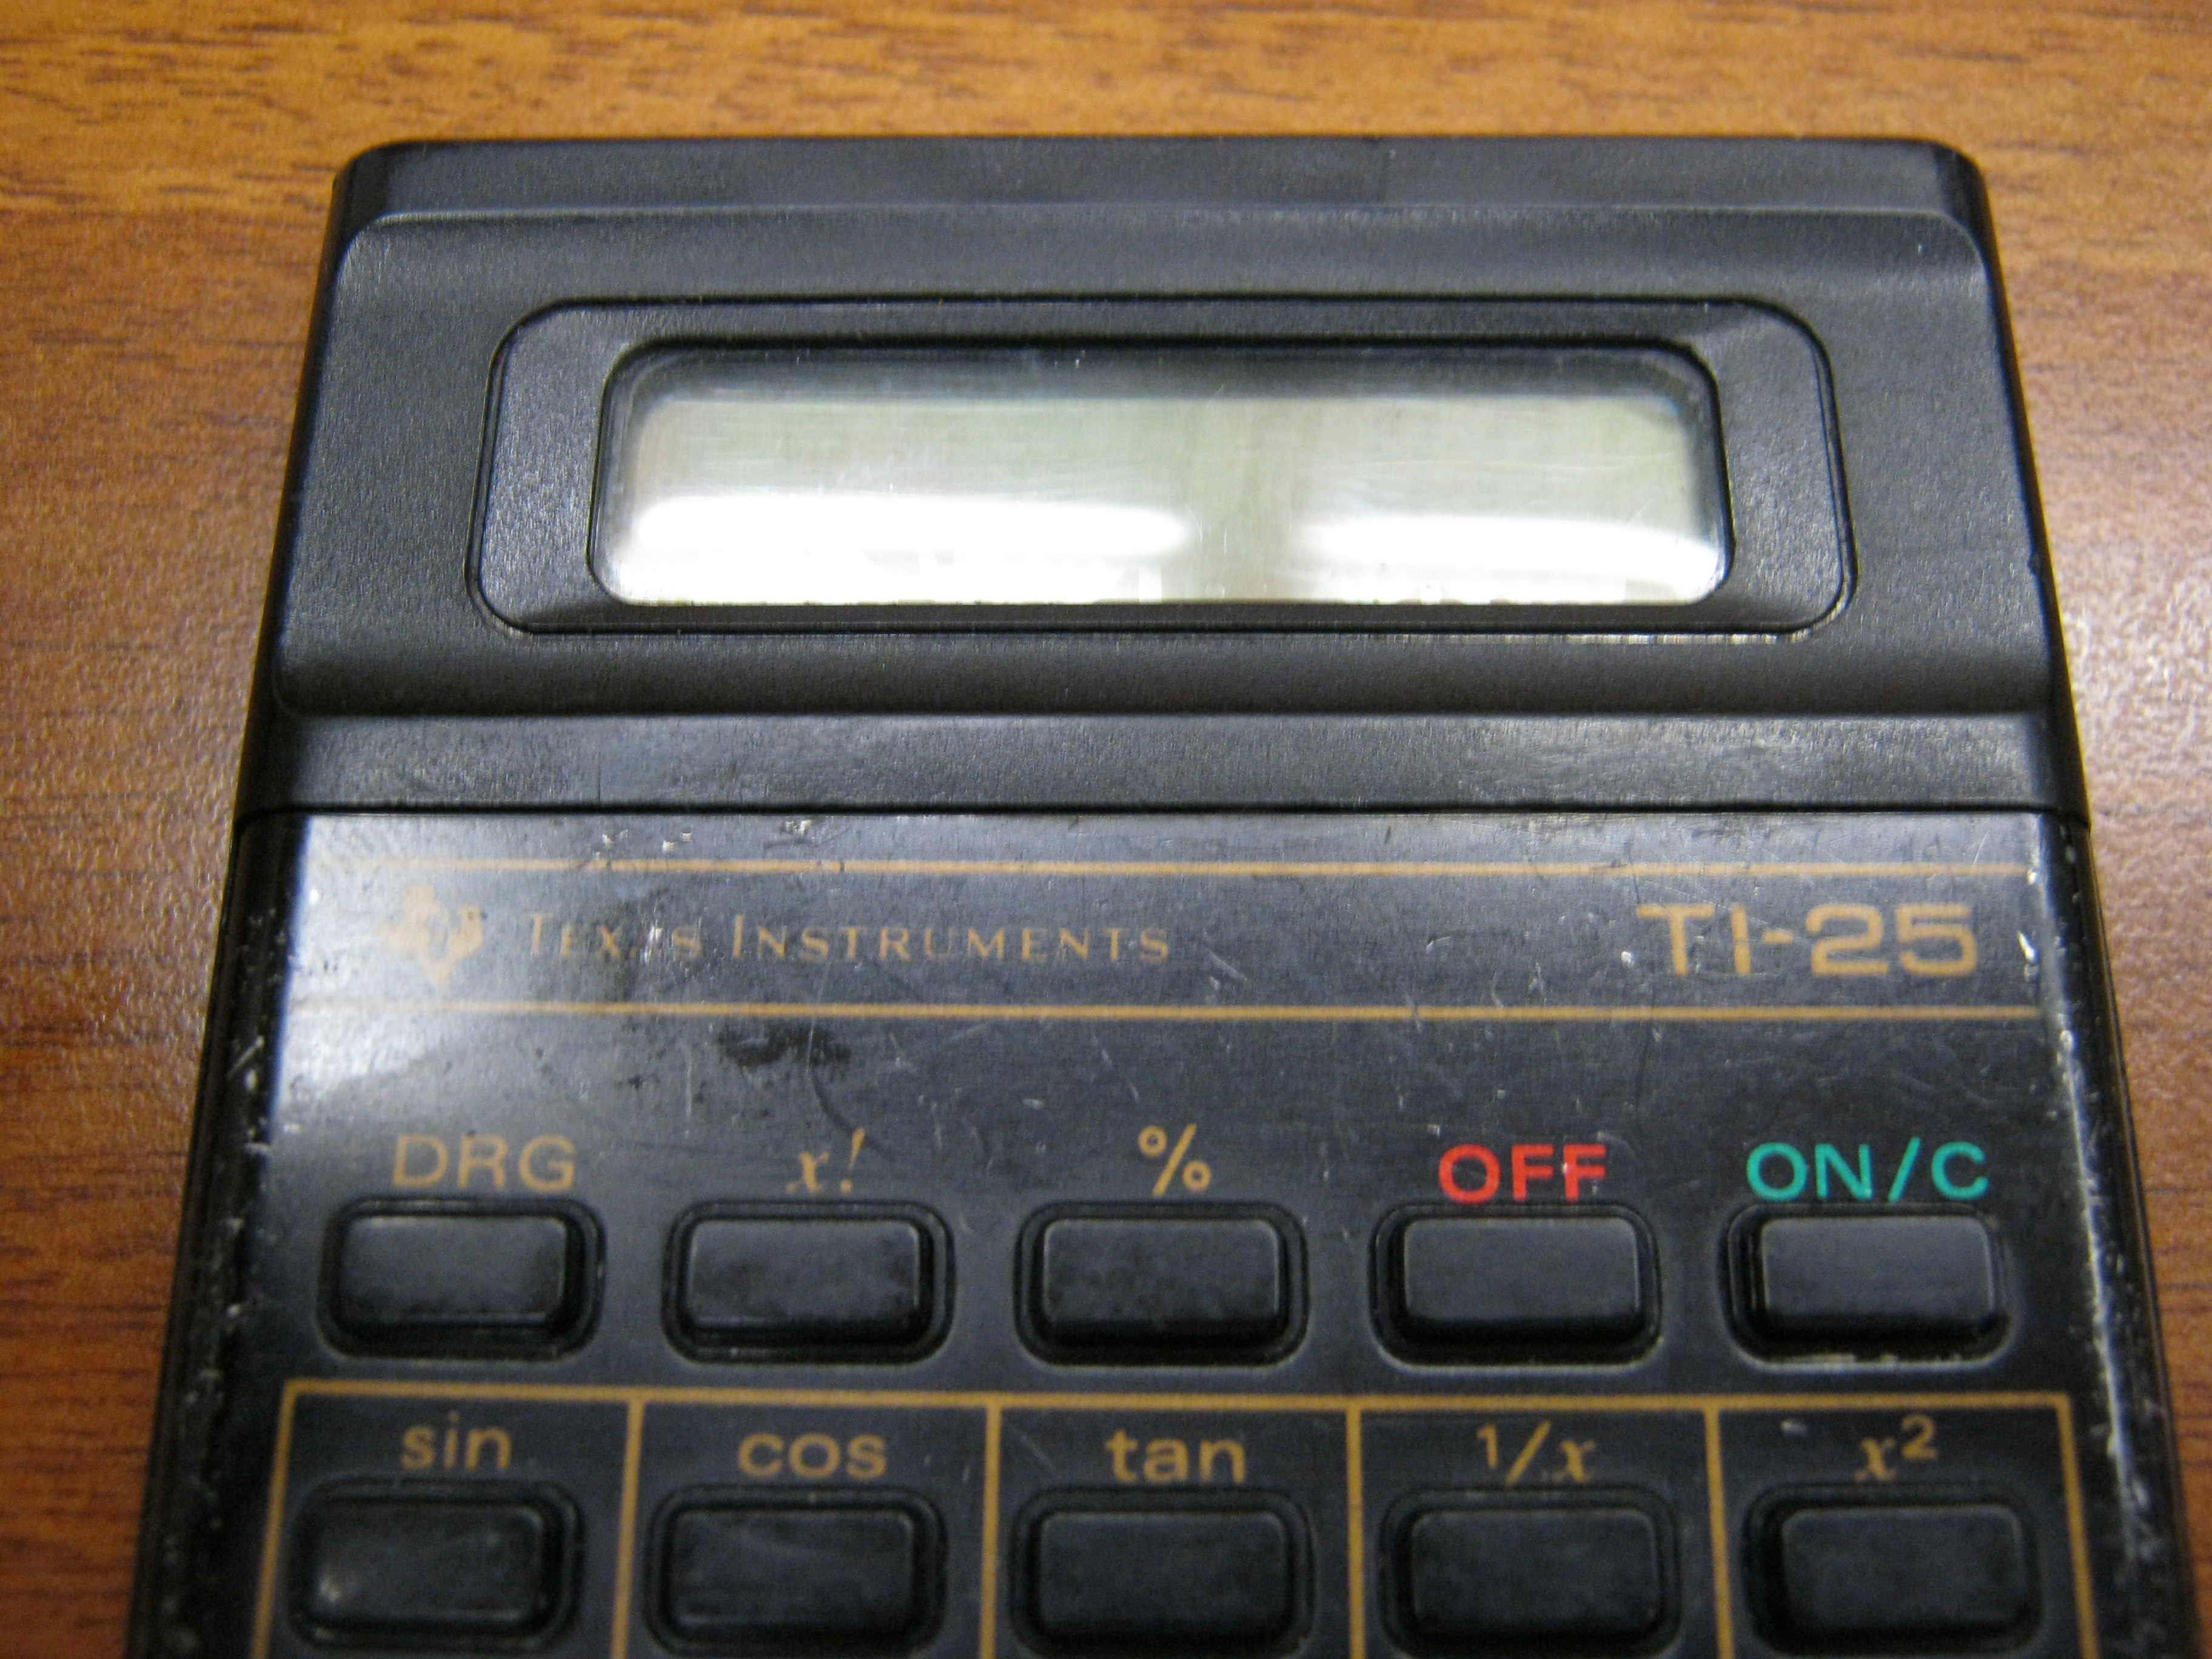 TEXAS INSTRUMENTS TI-25
DRG x! % OFF ON/C
sin cos tan 1/x x²